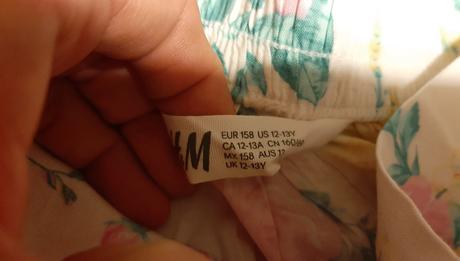 H&M
EUR 158 US 12-13Y
CA 12-13A CN 160
MX 158 AUS
UK 12-13Y